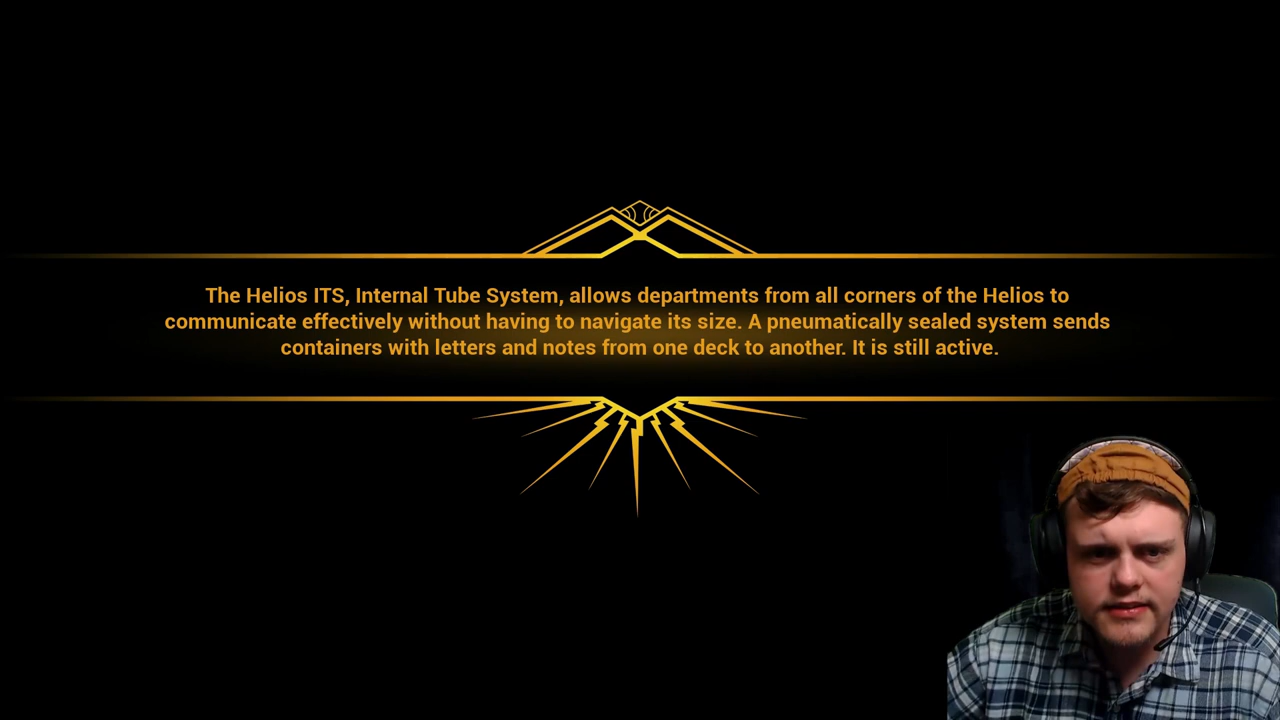 The Helios ITS, Internal Tube System, allows departments from all corners of the Helios to
communicate effectively without having to navigate its size. A pneumatically sealed system sends
containers with letters and notes from one deck to another. It is still active.